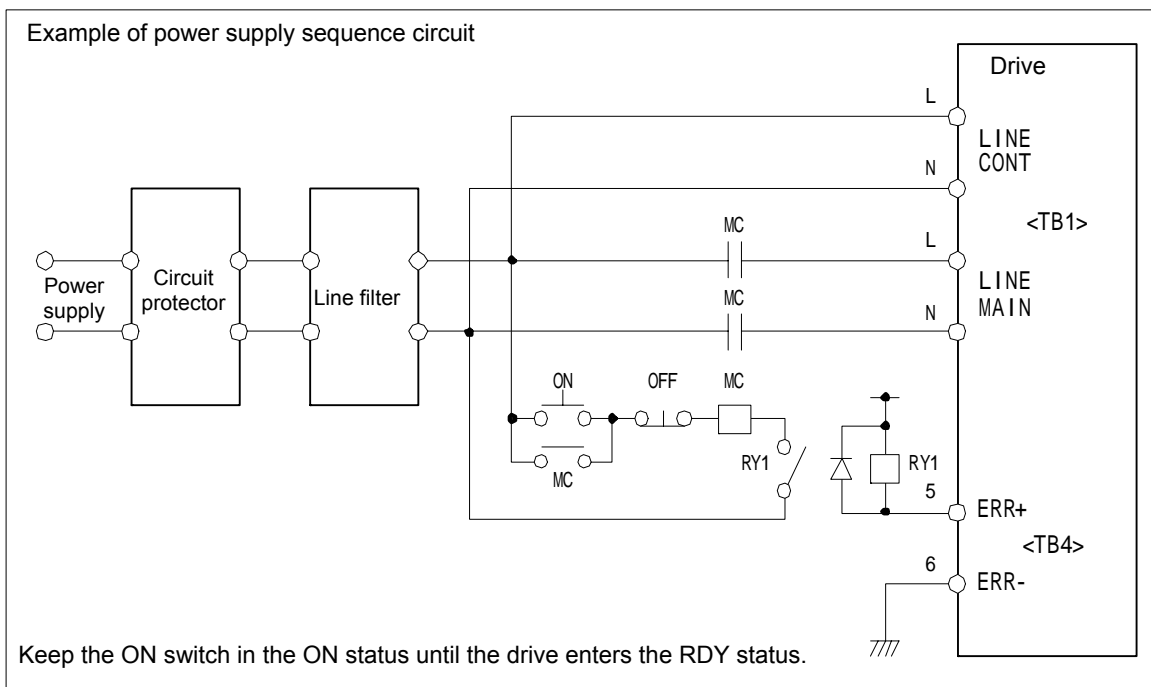 Example of power supply sequence circuit
Drive
L
LINE
CONT
N
<TB1>
MC
L
LINE
MAIN
MC
N
Power
supply
Circuit
protector
Line filter
ON
OFF
MC
MC
RY1
RY1
5
ERR+
<TB4>
6
ERR-
Keep the ON switch in the ON status until the drive enters the RDY status.